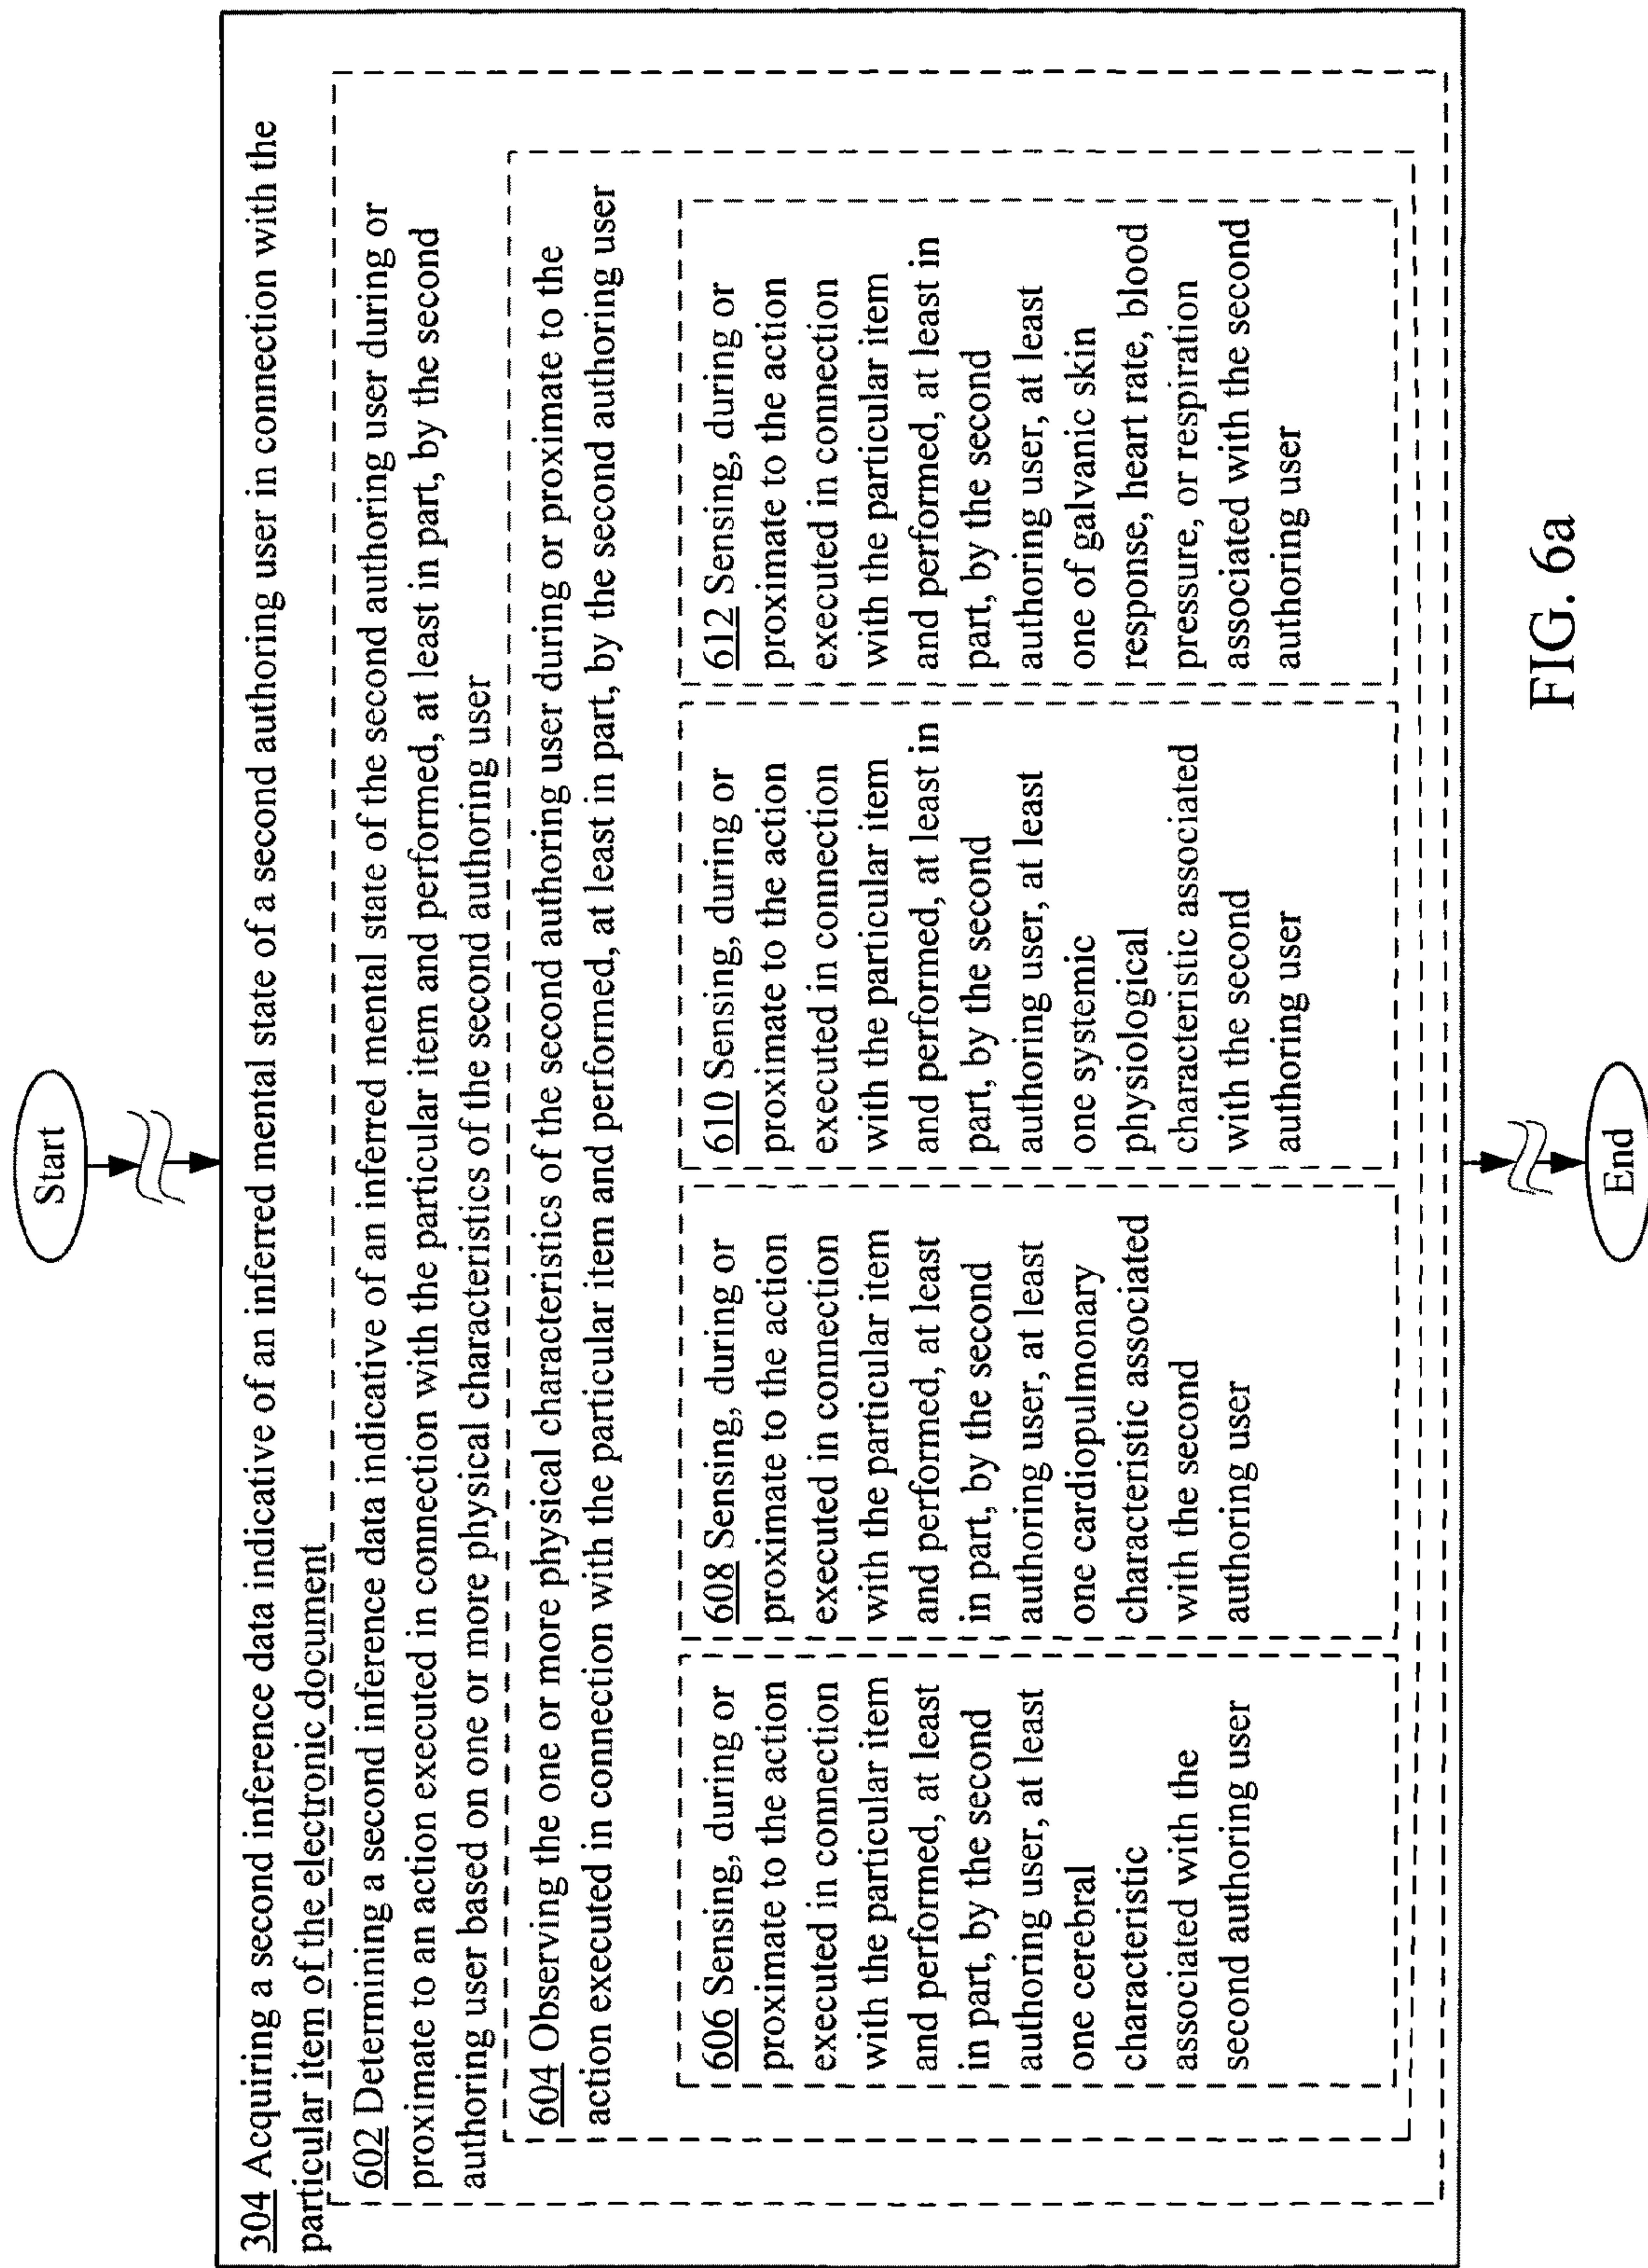 Start
304 Acquiring a second inference data indicative of an inferred mental state of a second authoring user in connection with the
particular item of the electronic document
602 Determining a second inference data indicative of an inferred mental state of the second authoring user during or
proximate to an action executed in connection with the particular item and performed, at least in part, by the second
authoring user based on one or more physical characteristics of the second authoring user
604 Observing the one or more physical characteristics of the second authoring user during or proximate to the
action executed in connection with the particular item and performed, at least in part, by the second authoring user
606 Sensing, during or
proximate to the action
executed in connection
with the particular item
and performed, at least
in part, by the second
authoring user, at least
one cerebral
characteristic
associated with the
second authoring user
608 Sensing, during or
proximate to the action
executed in connection
with the particular item
and performed, at least
in part, by the second
authoring user, at least
one cardiopulmonary
characteristic associated
with the second
authoring user
610 Sensing, during or
proximate to the action
executed in connection
with the particular item
and performed, at least in
part, by the second
authoring user, at least
one systemic
physiological
characteristic associated
with the second
authoring user
612 Sensing, during or
proximate to the action
executed in connection
with the particular item
and performed, at least in
part, by the second
authoring user, at least
one of galvanic skin
response, heart rate, blood
pressure, or respiration
associated with the second
authoring user
End
FIG. 6a